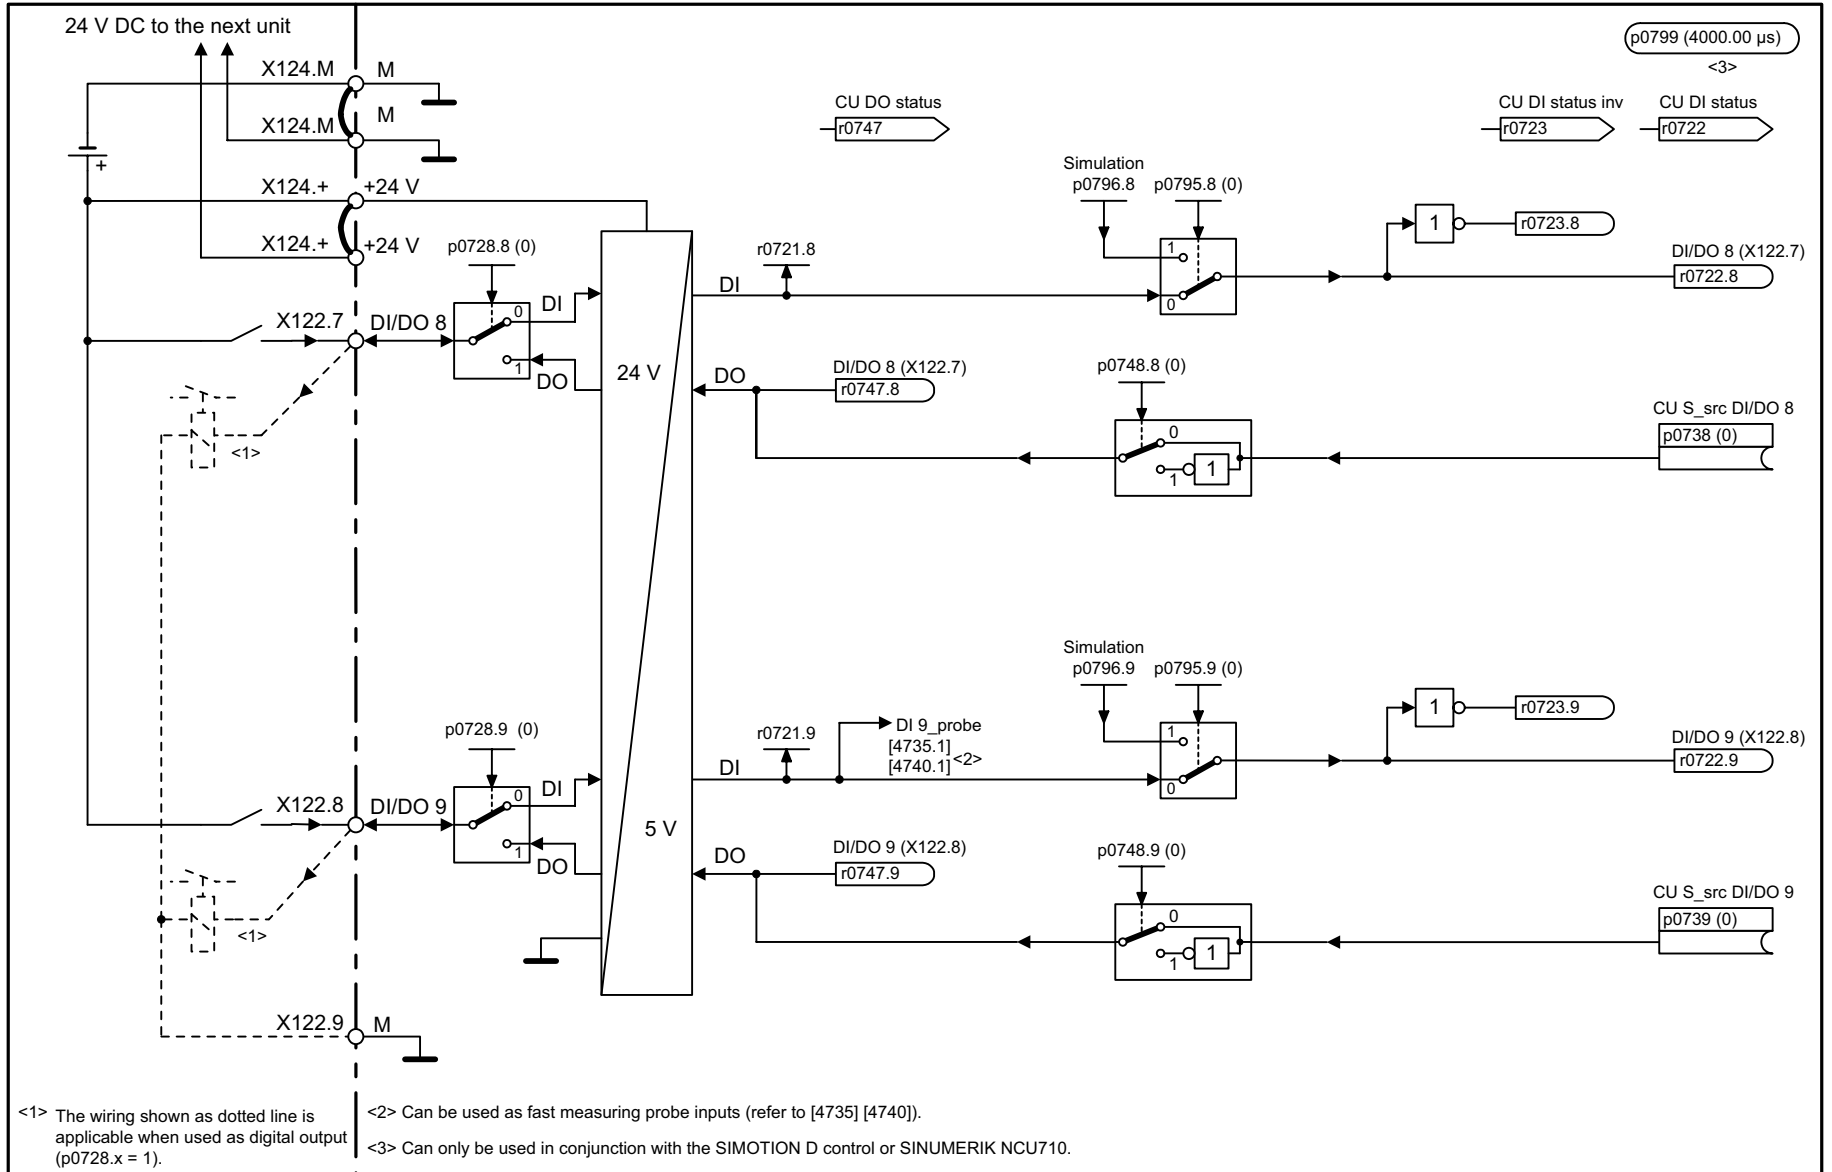 24 V DC to the next unit
p0799 (4000.00 µs)
<3>
X124.M
M
X124.M
M
+
X124.+
+24 V
X124.+
+24 V
CU DO status
r0747
CU DI status inv
r0723
CU DI status
r0722
Simulation
p0796.8
p0795.8 (0)
1
0
1
r0723.8
DI/DO 8 (X122.7)
r0722.8
p0728.8 (0)
r0721.8
DI
X122.7
DI/DO 8
0
1
DI
DO
24 V
DO
DI/DO 8 (X122.7)
r0747.8
p0748.8 (0)
0
1
1
CU S_src DI/DO 8
p0738 (0)
<1>
Simulation
p0796.9
p0795.9 (0)
1
0
1
r0723.9
DI/DO 9 (X122.8)
r0722.9
p0728.9 (0)
r0721.9
DI
DI 9_probe
[4735.1]
[4740.1] <2>
X122.8
DI/DO 9
0
1
DI
DO
5 V
DO
DI/DO 9 (X122.8)
r0747.9
p0748.9 (0)
0
1
1
CU S_src DI/DO 9
p0739 (0)
<1>
X122.9
M
<1> The wiring shown as dotted line is
applicable when used as digital output
(p0728.x = 1).
<2> Can be used as fast measuring probe inputs (refer to [4735] [4740]).
<3> Can only be used in conjunction with the SIMOTION D control or SINUMERIK NCU710.